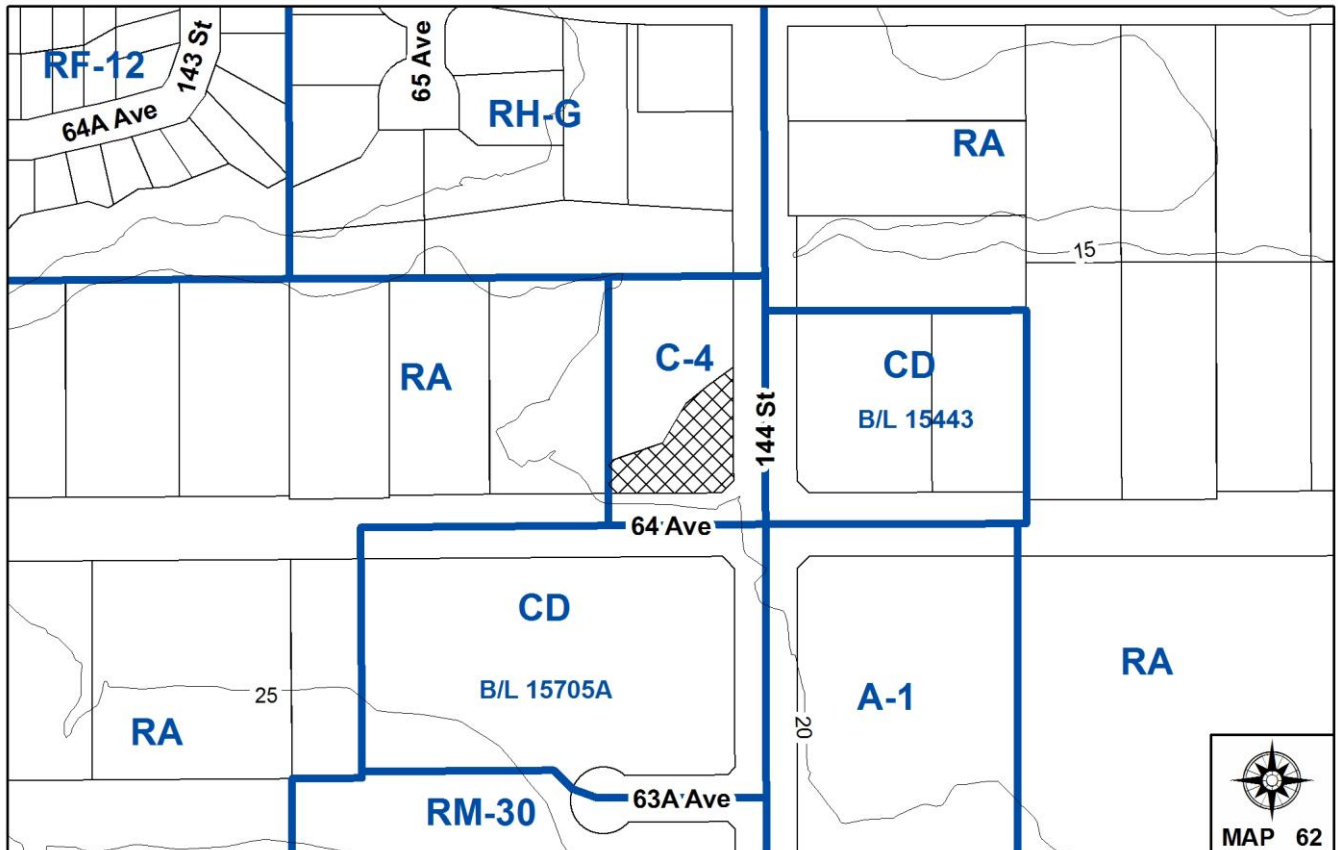 RF-12
143 St
64A Ave
65 Ave
RH-G
RA
15
RA
C-4
144 St
CD
B/L 15443
64 Ave
CD
B/L 15705A
25
RA
A-1
20
RA
RM-30
63A Ave
MAP 62